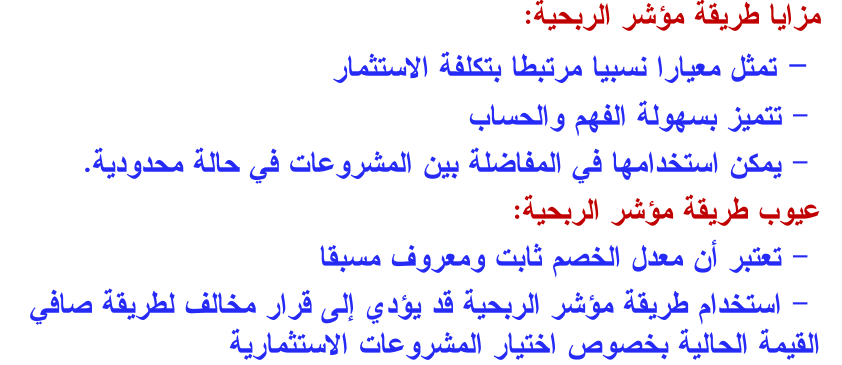 مزايا طريقة مؤشر الربحية:
- تمثل معيارا نسبيا مرتبطا بتكلفة الاستثمار
- تتميز بسهولة الفهم والحساب
- يمكن استخدامها في المفاضلة بين المشروعات في حالة محدودية.
عيوب طريقة مؤشر الربحية:
- تعتبر أن معدل الخصم ثابت ومعروف مسبقا
- استخدام طريقة مؤشر الربحية قد يؤدي إلى قرار مخالف لطريقة صافي
القيمة الحالية بخصوص اختيار المشروعات الاستثمارية